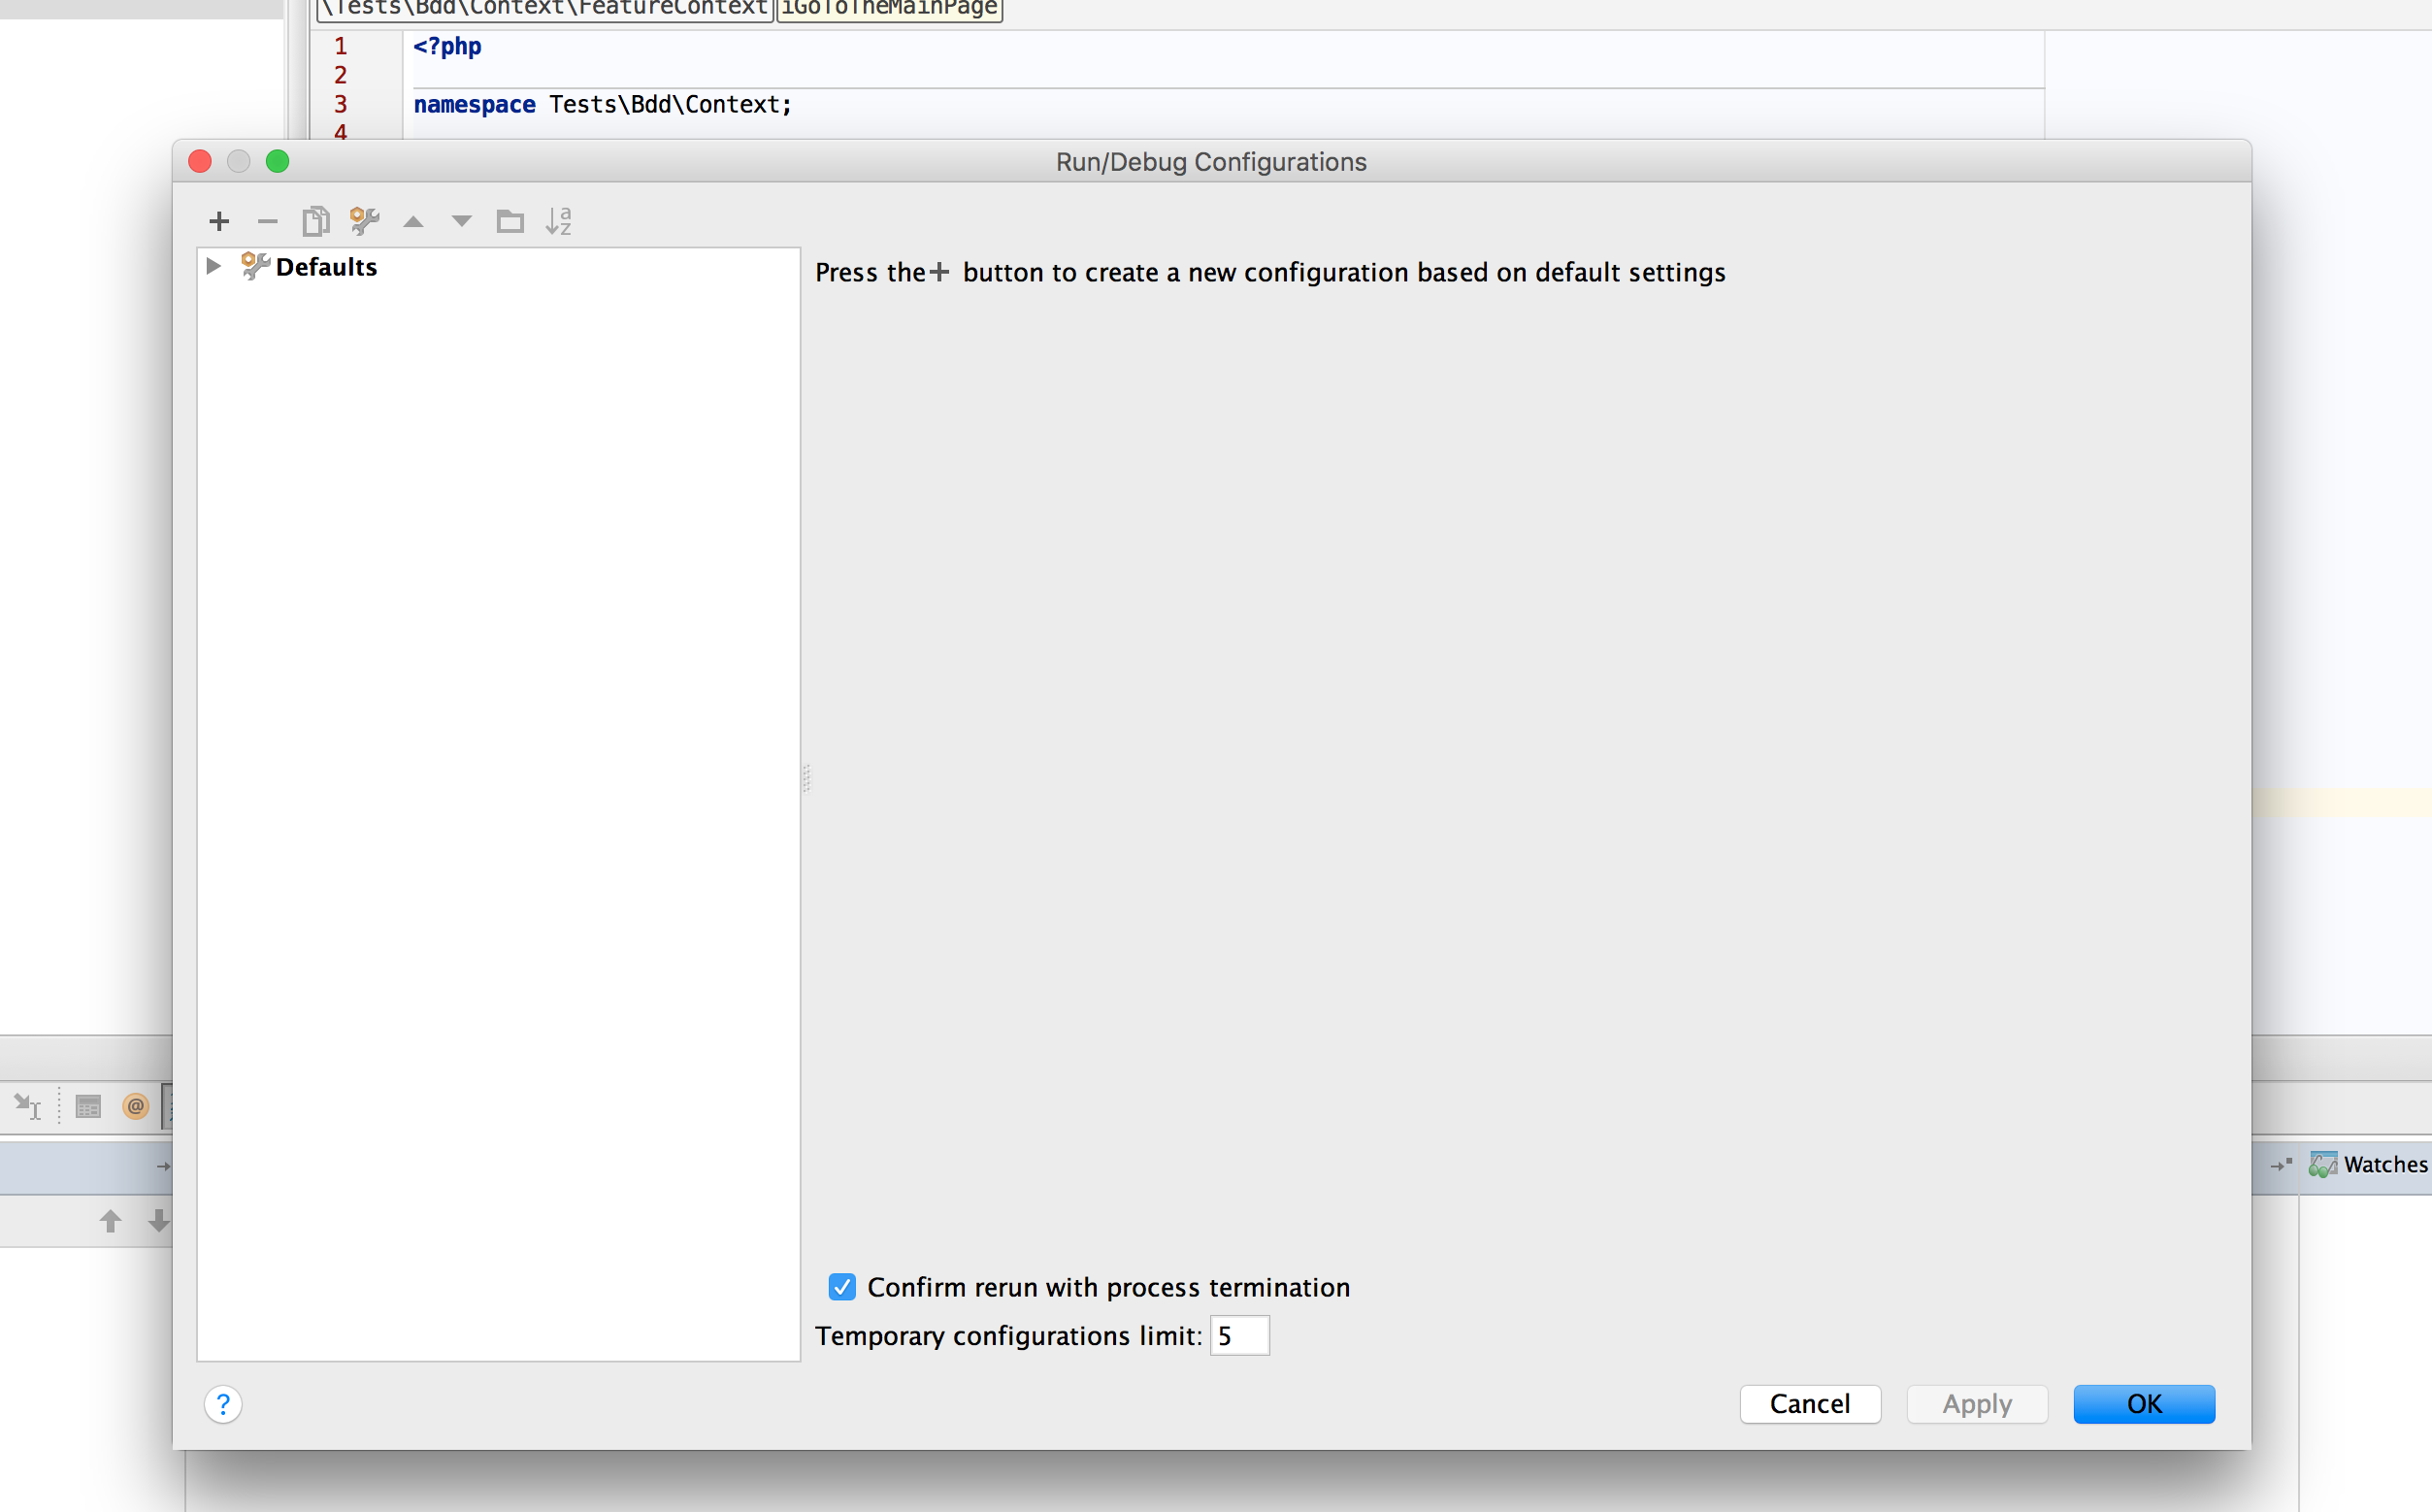 \Tests\Bdd\Context\FeatureContext iGoToTheMainPage
1 <?php
2
3 namespace Tests\Bdd\Context;
4
Run/Debug Configurations
Defaults
Press the + button to create a new configuration based on default settings
Confirm rerun with process termination
Temporary configurations limit: 5
? Cancel Apply OK
Watches